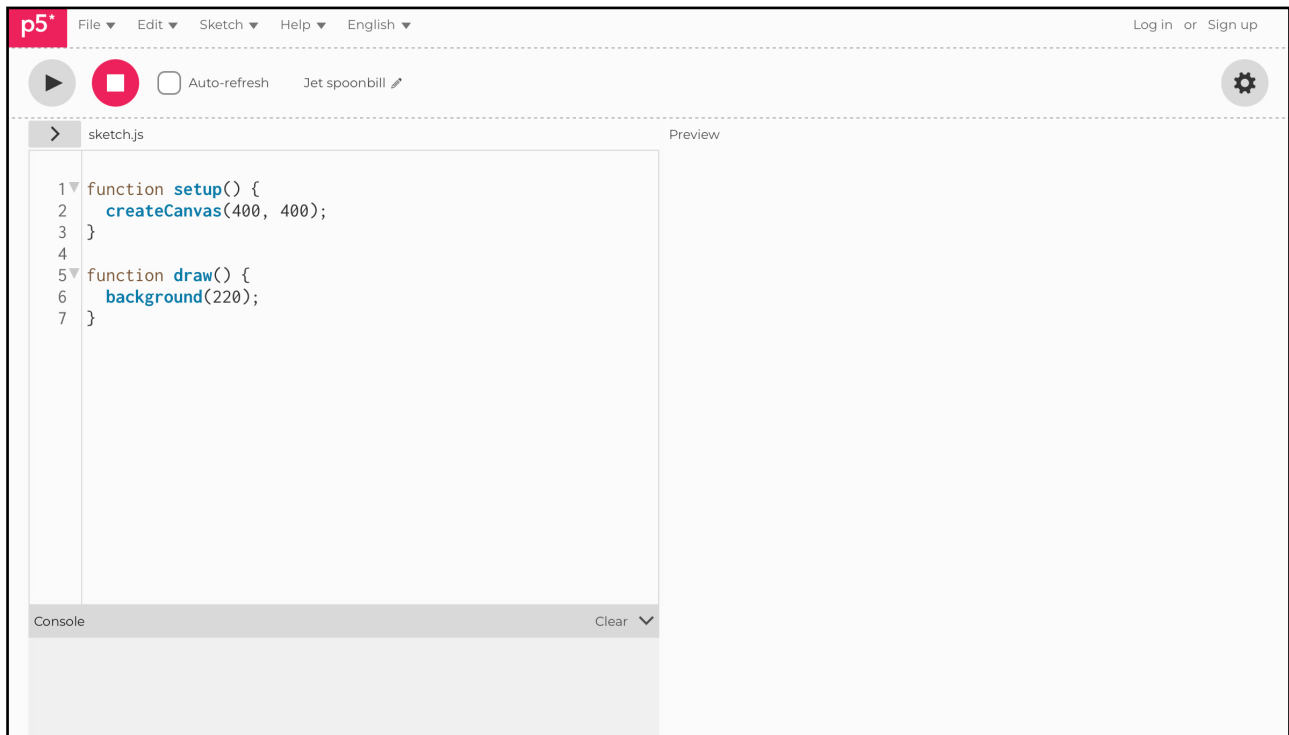 p5* File Edit Sketch Help English Log in or Sign up
Auto-refresh Jet spoonbill
sketch.js Preview
1 function setup() {
2   createCanvas(400, 400);
3 }
4
5 function draw() {
6   background(220);
7 }
Console Clear